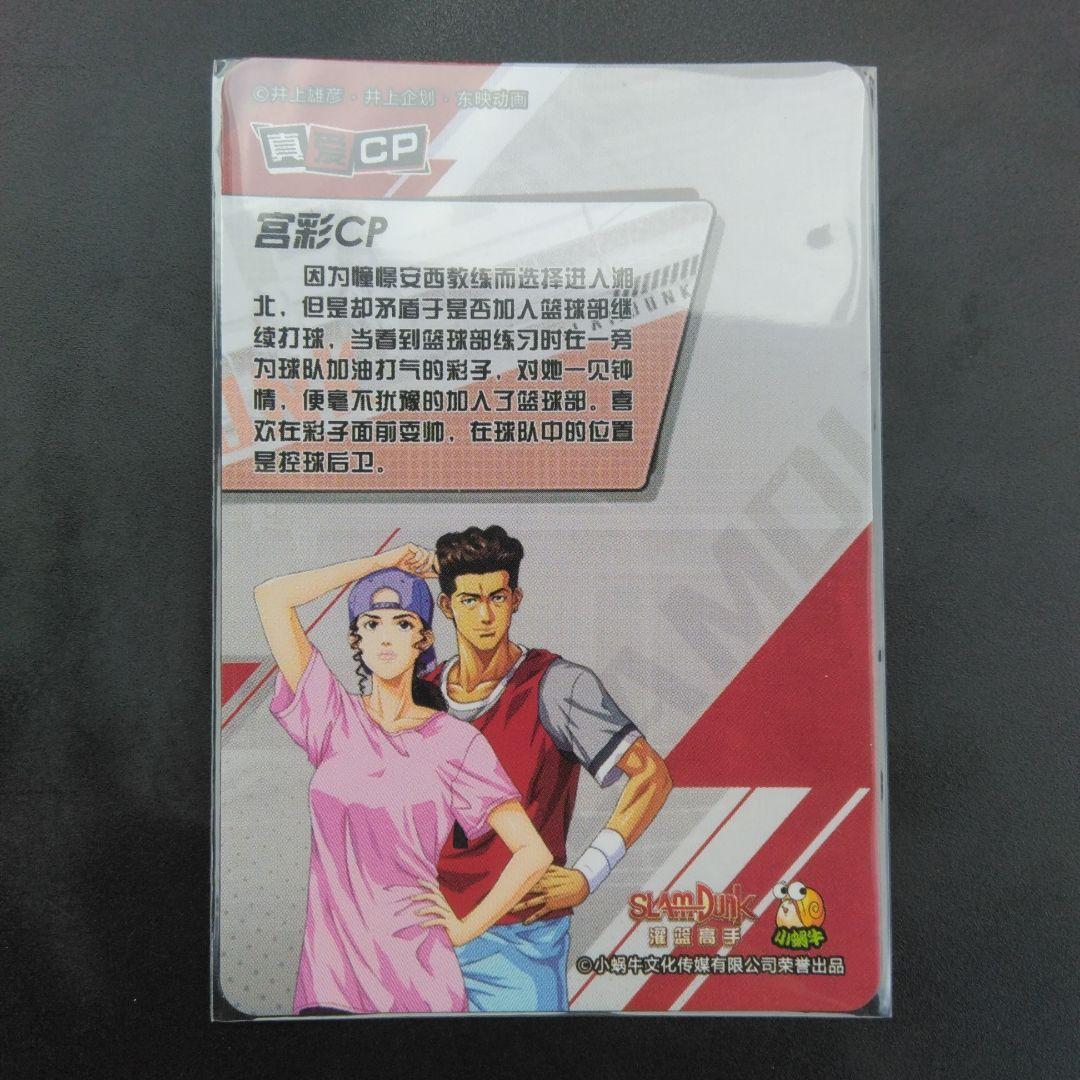 ©井上雄彦·井上企划·东映动画
真爱CP
宫彩CP
因为憧憬安西教练而选择进入湘
北，但是却矛盾于是否加入篮球部继
续打球，当看到篮球部练习时在一旁
为球队加油打气的彩子，对她一见钟
情，便毫不犹豫的加入了篮球部。喜
欢在彩子面前耍帅，在球队中的位置
是控球后卫。
SLAM DUNK
灌篮高手
小蜗牛
©小蜗牛文化传媒有限公司荣誉出品